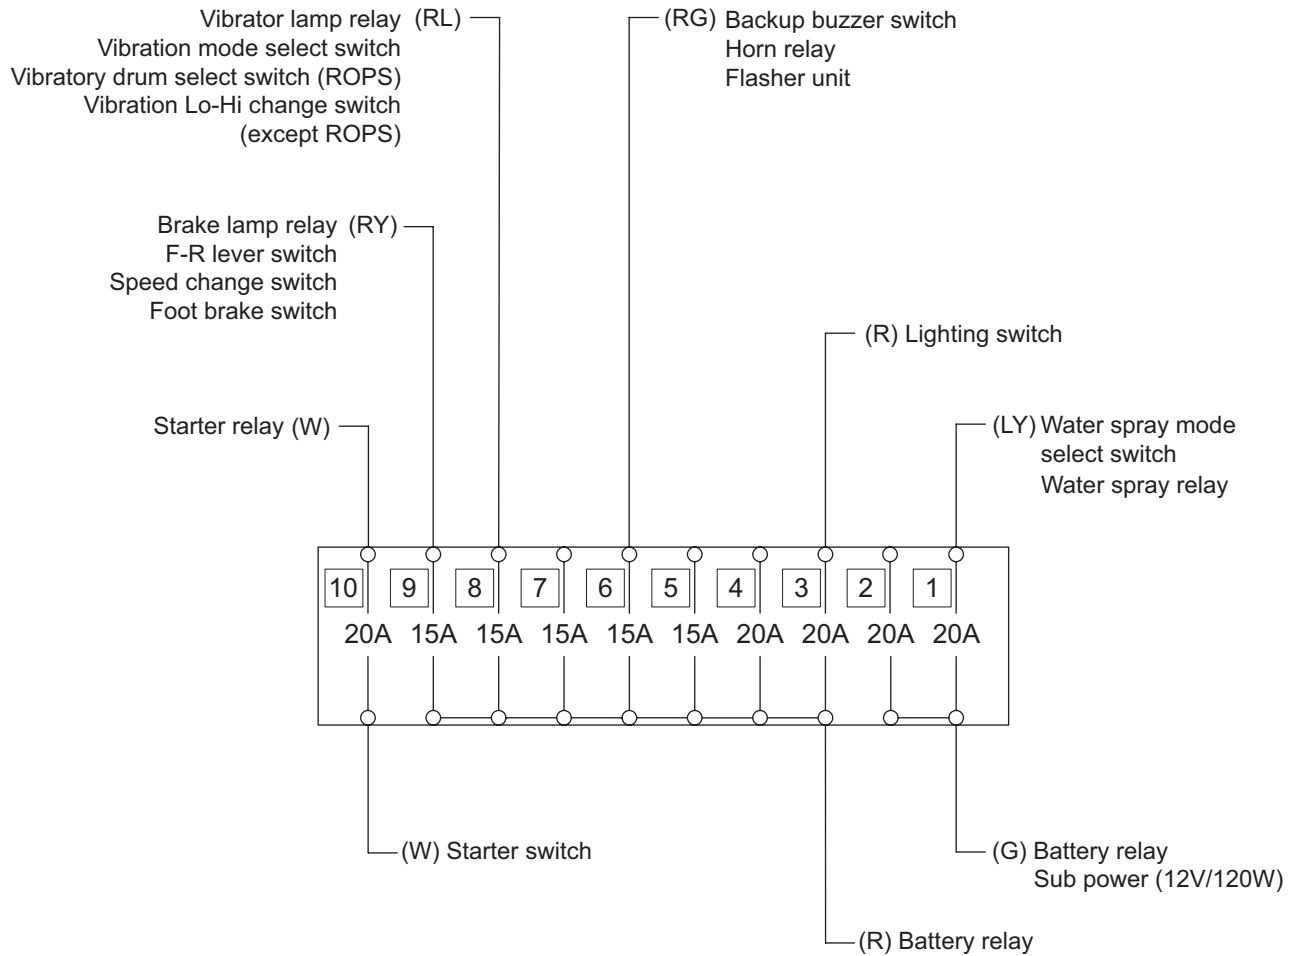 Vibrator lamp relay (RL)
Vibration mode select switch
Vibratory drum select switch (ROPS)
Vibration Lo-Hi change switch
(except ROPS)
(RG) Backup buzzer switch
Horn relay
Flasher unit
Brake lamp relay (RY)
F-R lever switch
Speed change switch
Foot brake switch
(R) Lighting switch
Starter relay (W)
(LY) Water spray mode
select switch
Water spray relay
10 9 8 7 6 5 4 3 2 1
20A 15A 15A 15A 15A 15A 20A 20A 20A 20A
(W) Starter switch
(G) Battery relay
Sub power (12V/120W)
(R) Battery relay